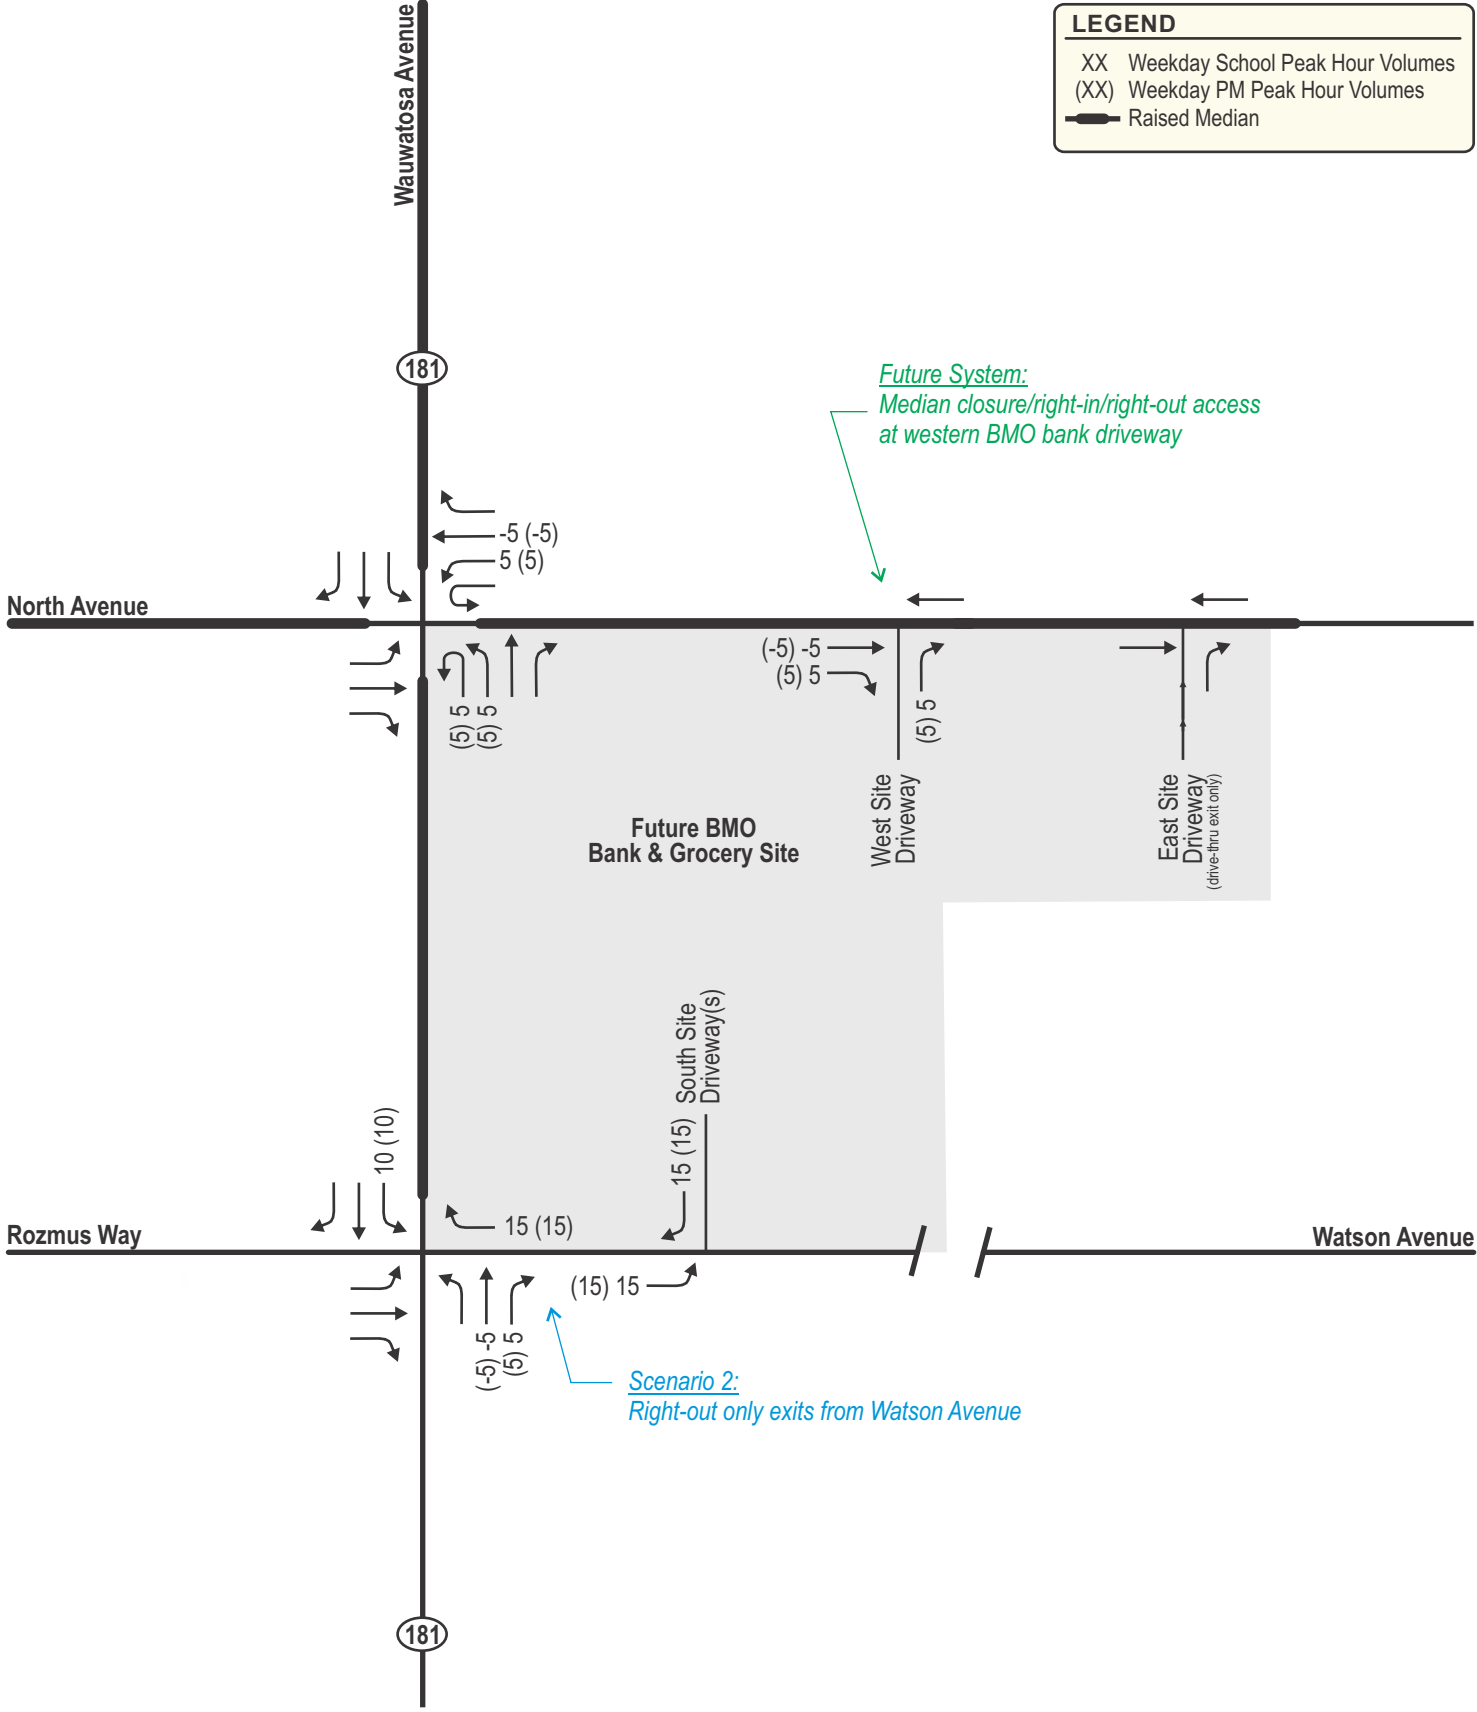 LEGEND
XX Weekday School Peak Hour Volumes
(XX) Weekday PM Peak Hour Volumes
Raised Median
Wauwatosa Avenue
181
Future System:
Median closure/right-in/right-out access
at western BMO bank driveway
-5 (-5)
5 (5)
North Avenue
(-5) -5
(5) 5
(5) 5
(5) 5
(5) 5
West Site
Driveway
East Site
Driveway
(drive-thru exit only)
Future BMO
Bank & Grocery Site
South Site
Driveway(s)
10 (10)
15 (15)
15 (15)
Rozmus Way
Watson Avenue
(15) 15
(-5) -5
(5) 5
Scenario 2:
Right-out only exits from Watson Avenue
181